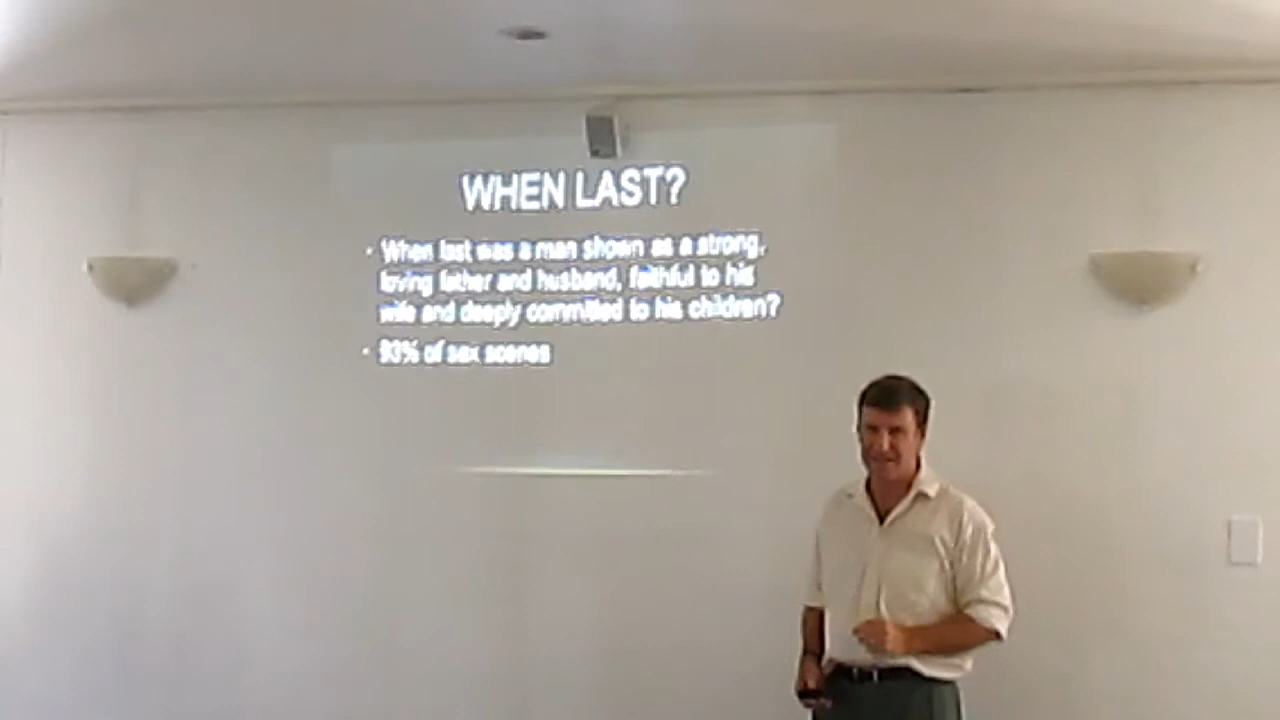 WHEN LAST?
• When last was a man shown as a strong,
loving father and husband, faithful to his
wife and deeply committed to his children?
• 93% of sex scenes